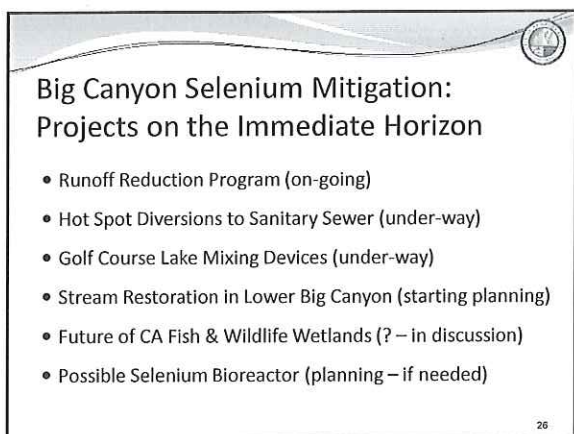 Big Canyon Selenium Mitigation:
Projects on the Immediate Horizon
• Runoff Reduction Program (on-going)
• Hot Spot Diversions to Sanitary Sewer (under-way)
• Golf Course Lake Mixing Devices (under-way)
• Stream Restoration in Lower Big Canyon (starting planning)
• Future of CA Fish & Wildlife Wetlands (? – in discussion)
• Possible Selenium Bioreactor (planning – if needed)
26